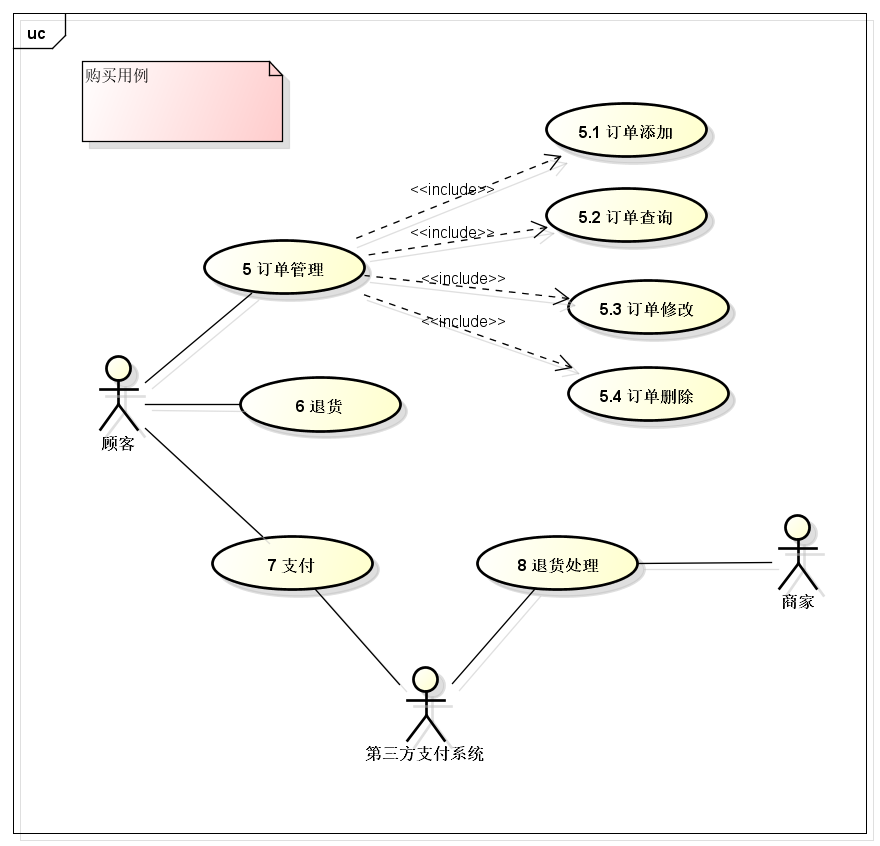 uc
购买用例
5.1 订单添加
<<include>>
5.2 订单查询
<<include>>
5 订单管理
<<include>>
5.3 订单修改
<<include>>
5.4 订单删除
6 退货
顾客
7 支付
8 退货处理
商家
第三方支付系统